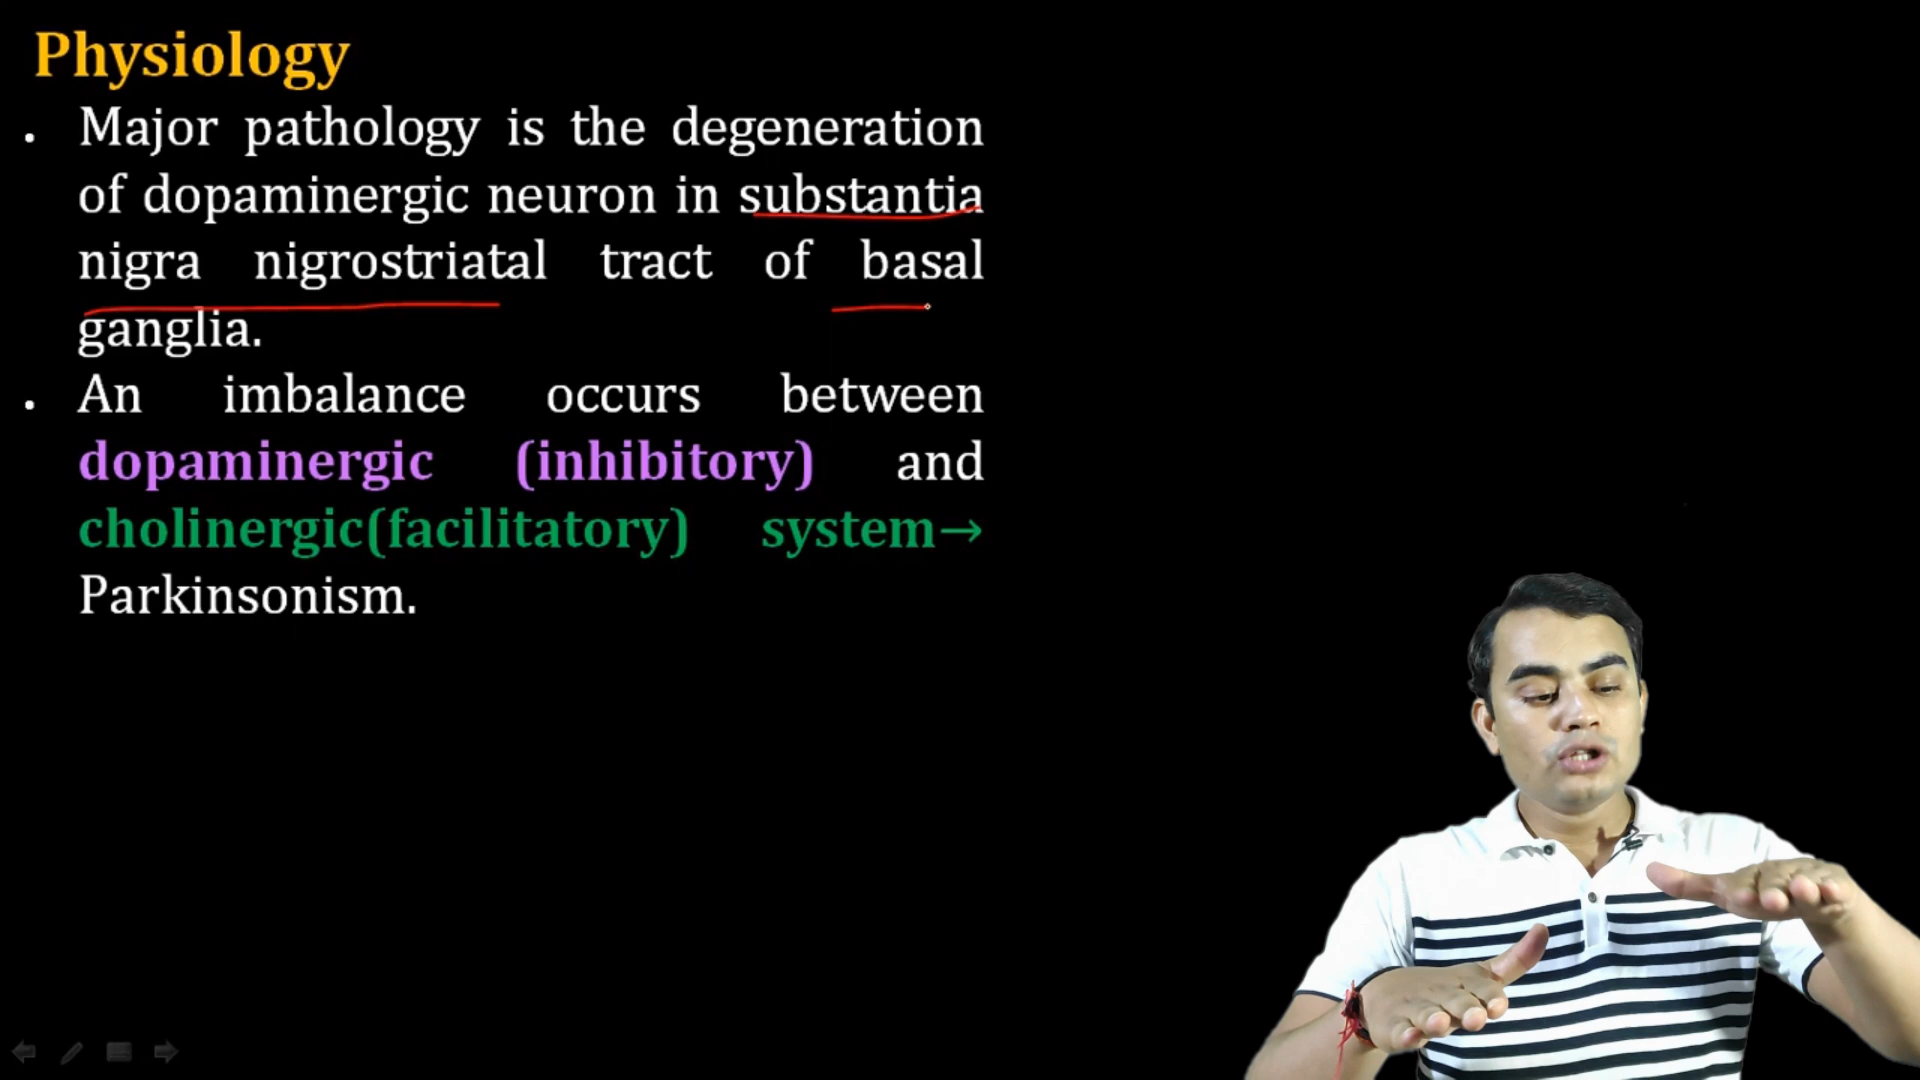 Physiology
• Major pathology is the degeneration
of dopaminergic neuron in substantia
nigra nigrostriatal tract of basal
ganglia.
• An imbalance occurs between
dopaminergic (inhibitory) and
cholinergic(facilitatory) system→
Parkinsonism.